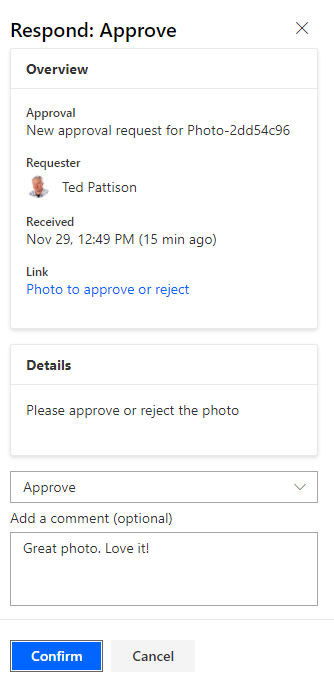 Respond: Approve
Overview
Approval
New approval request for Photo-2dd54c96
Requester
Ted Pattison
Received
Nov 29, 12:49 PM (15 min ago)
Link
Photo to approve or reject
Details
Please approve or reject the photo
Approve
Add a comment (optional)
Great photo. Love it!
Confirm
Cancel